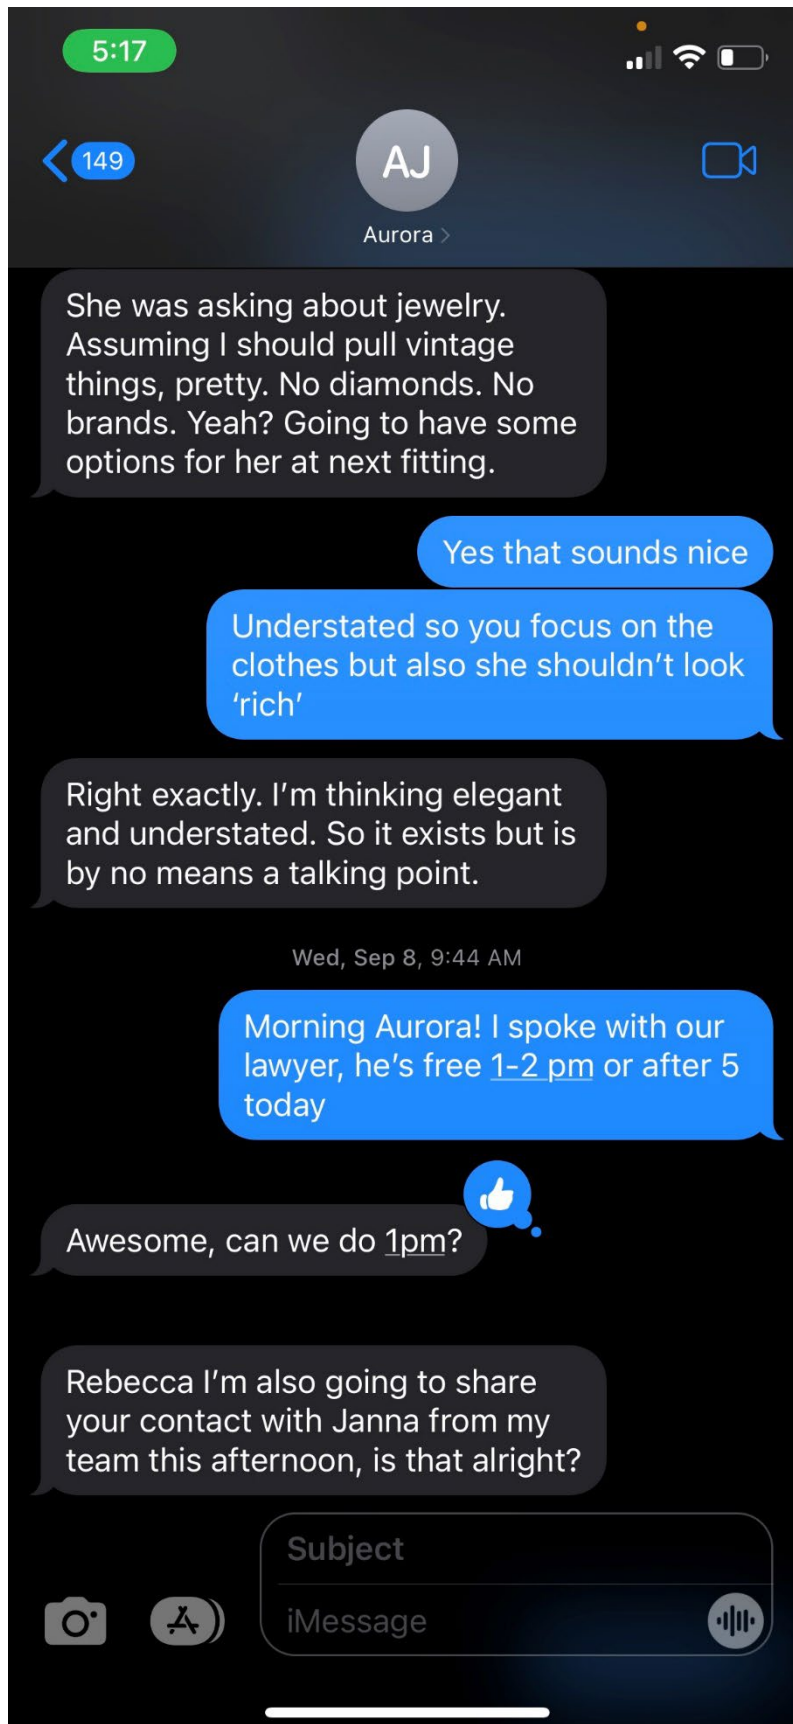 5:17
149
AJ
Aurora
She was asking about jewelry.
Assuming I should pull vintage
things, pretty. No diamonds. No
brands. Yeah? Going to have some
options for her at next fitting.
Yes that sounds nice
Understated so you focus on the
clothes but also she shouldn’t look
‘rich’
Right exactly. I’m thinking elegant
and understated. So it exists but is
by no means a talking point.
Wed, Sep 8, 9:44 AM
Morning Aurora! I spoke with our
lawyer, he’s free 1-2 pm or after 5
today
Awesome, can we do 1pm?
Rebecca I’m also going to share
your contact with Janna from my
team this afternoon, is that alright?
Subject
iMessage